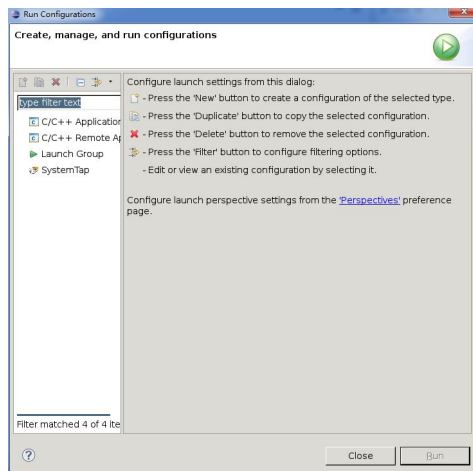 Run Configurations
Create, manage, and run configurations
type filter text
C/C++ Application
C/C++ Remote Ap
Launch Group
SystemTap
Filter matched 4 of 4 ite
Configure launch settings from this dialog:
- Press the 'New' button to create a configuration of the selected type.
- Press the 'Duplicate' button to copy the selected configuration.
- Press the 'Delete' button to remove the selected configuration.
- Press the 'Filter' button to configure filtering options.
- Edit or view an existing configuration by selecting it.
Configure launch perspective settings from the 'Perspectives' preference
page.
Close
Run